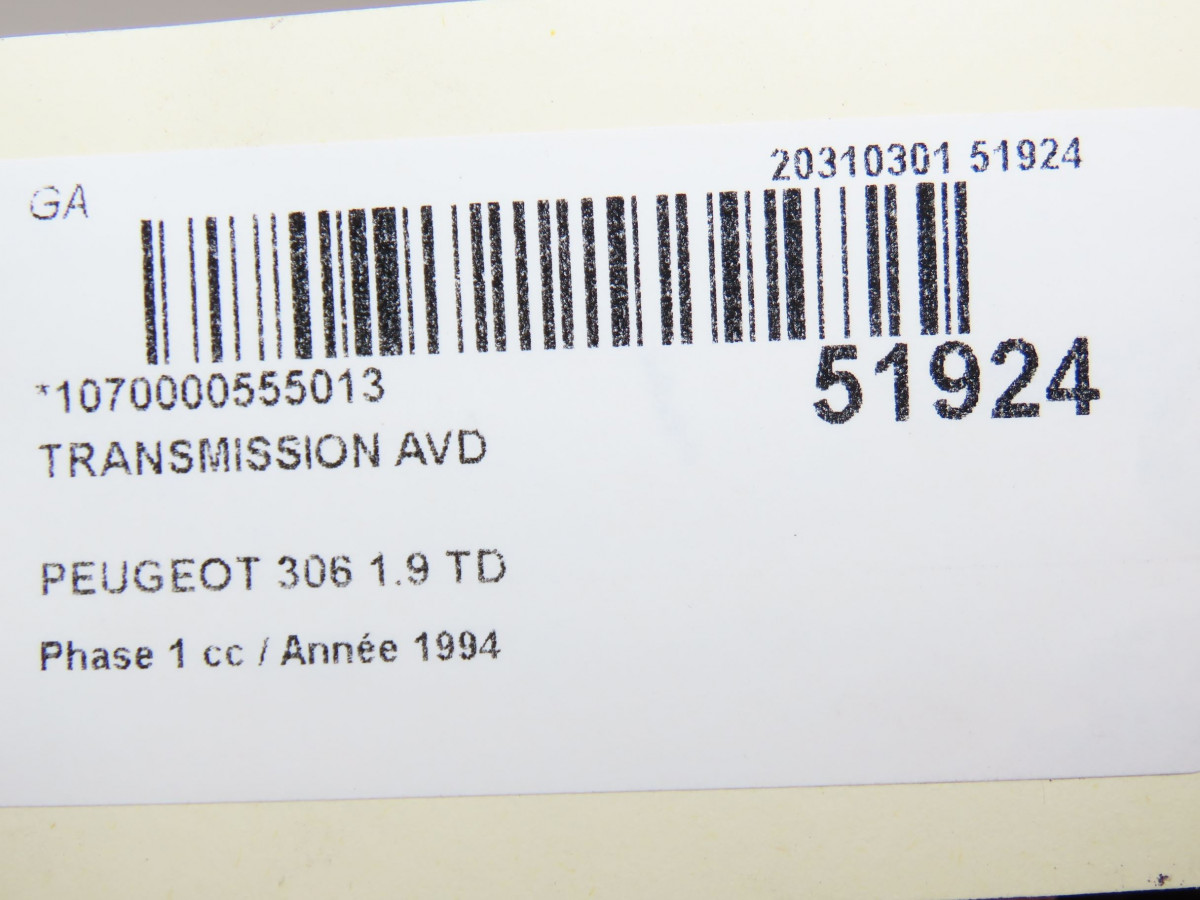 GA
20310301 51924
51924
*1070000555013
TRANSMISSION AVD
PEUGEOT 306 1.9 TD
Phase 1 cc / Année 1994